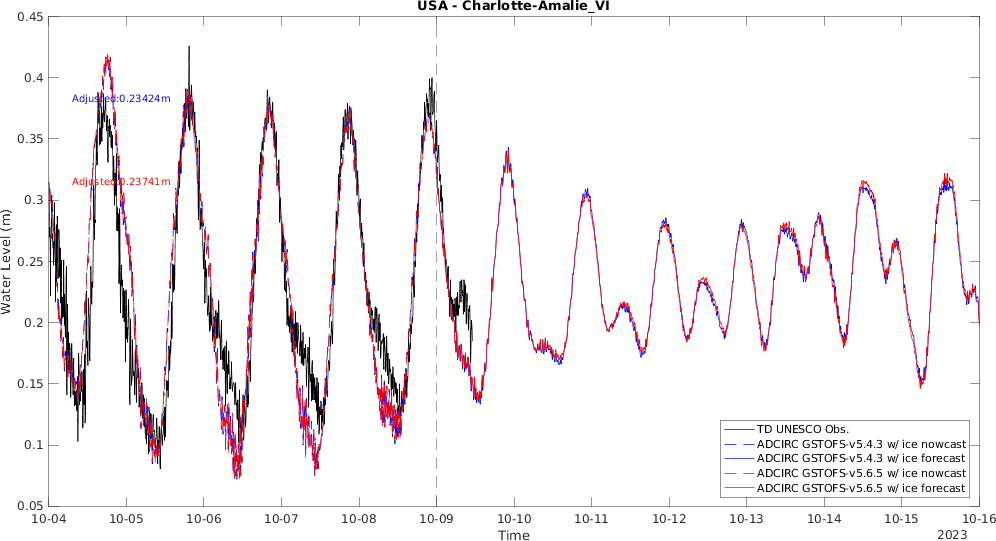 USA - Charlotte-Amalie_VI
0.45
0.4
0.35
0.3
0.25
0.2
0.15
0.1
0.05
Water Level (m)
Adjusted:0.23424m
Adjusted:0.23741m
TD UNESCO Obs.
ADCIRC GSTOFS-v5.4.3 w/ ice nowcast
ADCIRC GSTOFS-v5.4.3 w/ ice forecast
ADCIRC GSTOFS-v5.6.5 w/ ice nowcast
ADCIRC GSTOFS-v5.6.5 w/ ice forecast
10-04 10-05 10-06 10-07 10-08 10-09 10-10 10-11 10-12 10-13 10-14 10-15 10-16
Time
2023